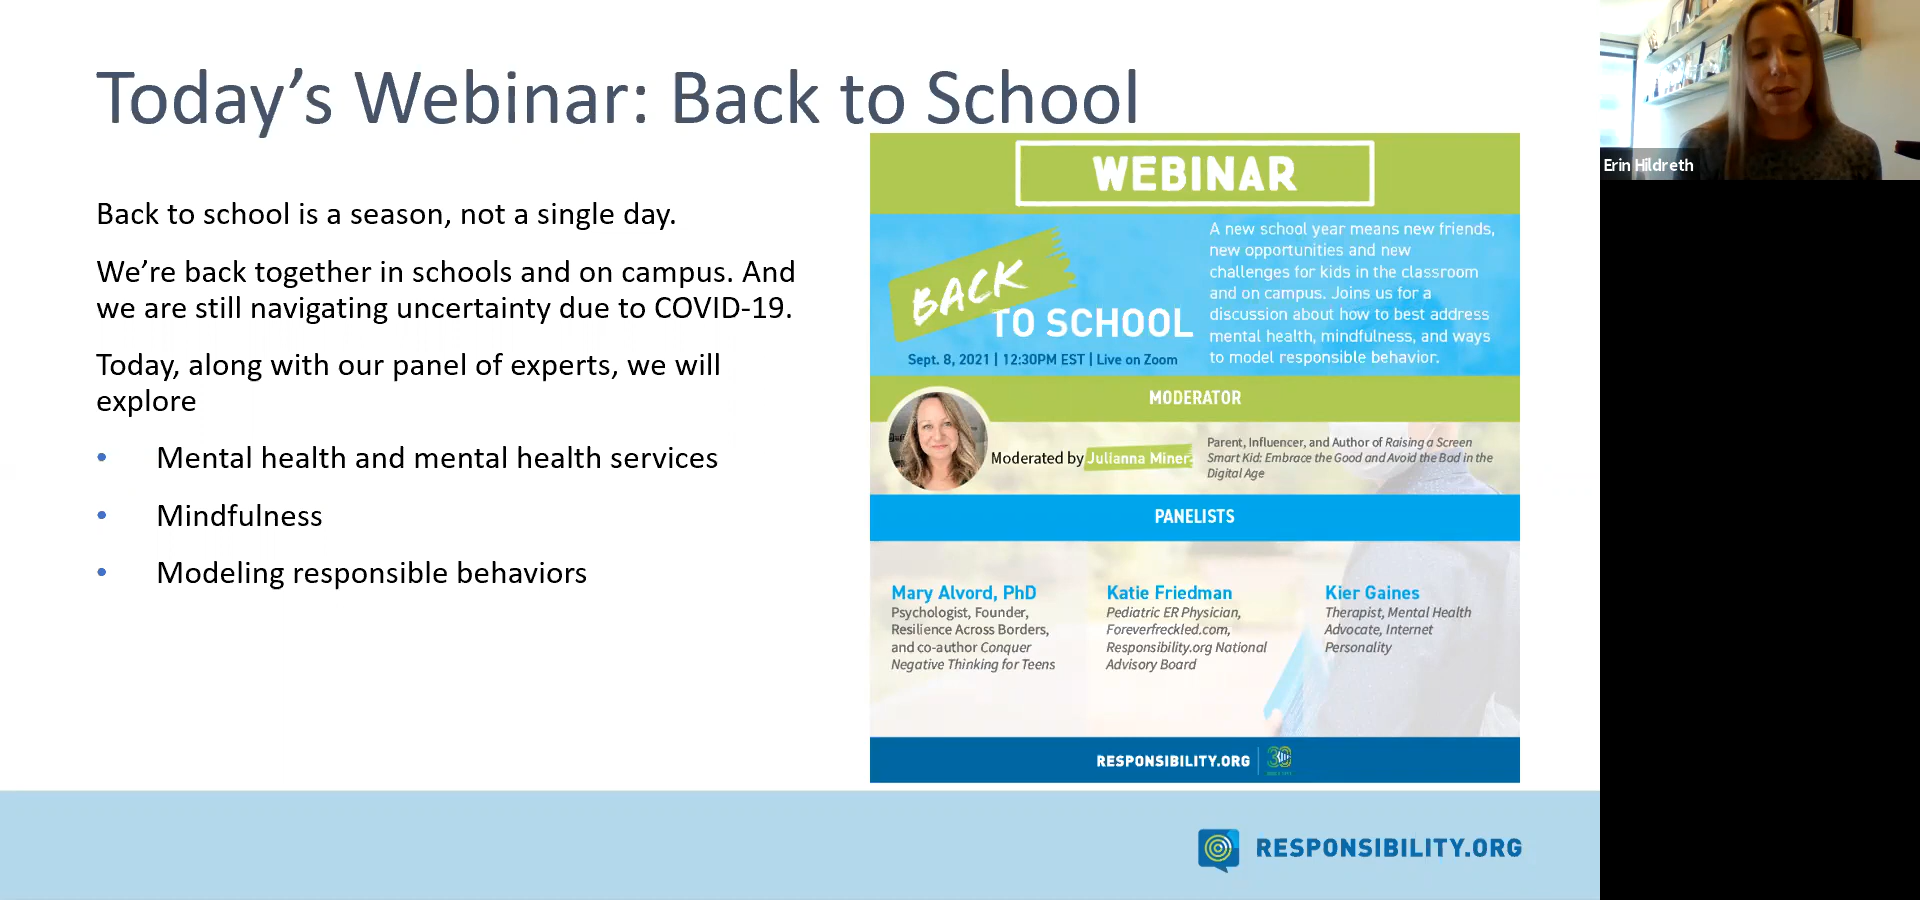 Today’s Webinar: Back to School
Back to school is a season, not a single day.
We’re back together in schools and on campus. And
we are still navigating uncertainty due to COVID-19.
Today, along with our panel of experts, we will
explore
• Mental health and mental health services
• Mindfulness
• Modeling responsible behaviors
WEBINAR
BACK
TO SCHOOL
Sept. 8, 2021 | 12:30PM EST | Live on Zoom
A new school year means new friends,
new opportunities and new
challenges for kids in the classroom
and on campus. Joins us for a
discussion about how to best address
mental health, mindfulness, and ways
to model responsible behavior.
MODERATOR
Moderated by Julianna Miner
Parent, Influencer, and Author of Raising a Screen
Smart Kid: Embrace the Good and Avoid the Bad in the
Digital Age
PANELISTS
Mary Alvord, PhD
Psychologist, Founder,
Resilience Across Borders,
and co-author Conquer
Negative Thinking for Teens
Katie Friedman
Pediatric ER Physician,
Foreverfreckled.com,
Responsibility.org National
Advisory Board
Kier Gaines
Therapist, Mental Health
Advocate, Internet
Personality
RESPONSIBILITY.ORG
30
RESPONSIBILITY.ORG
Erin Hildreth